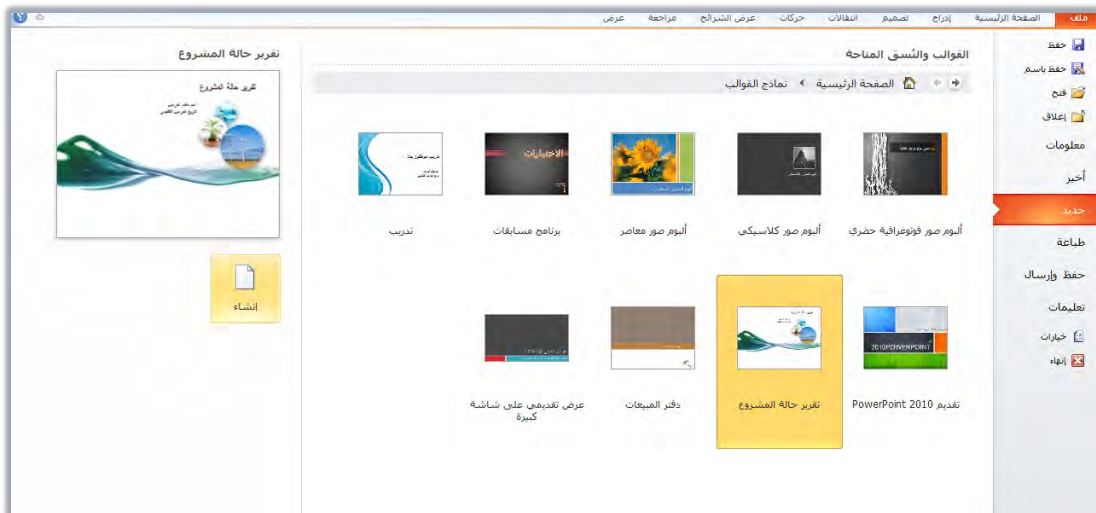 ملف الصفحة الرئيسية إدراج تصميم انتقالات حركات عرض الشرائح مراجعة عرض
حفظ
حفظ باسم
فتح
إغلاق
معلومات
أخير
جديد
طباعة
حفظ وإرسال
تعليمات
خيارات
إنهاء
القوالب والنُسق المتاحة
الصفحة الرئيسية
نماذج القوالب
ألبوم صور فوتوغرافية حضري
ألبوم صور كلاسيكي
ألبوم صور معاصر
الاختبارات
برنامج مسابقات
تدريب
2010POWERPOINT
تقديم PowerPoint 2010
تقرير حالة المشروع
دفتر المبيعات
عرض تقديمي على شاشة
كبيرة
تقرير حالة المشروع
تقرير حالة المشروع
إنشاء